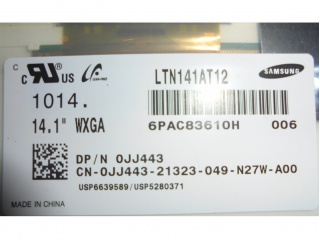 C US LTN141AT12 SAMSUNG
1014.
14.1" WXGA 6PAC83610H 006
DP/N 0JJ443
CN-0JJ443-21323-049-N27W-A00
USP6639589/USP5280371
MADE IN CHINA